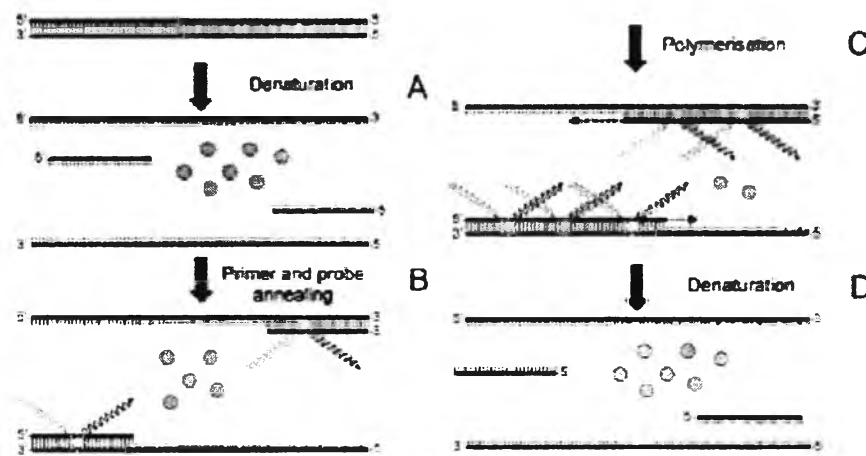 Denaturation
A
Primer and probe
annealing
B
Polymerisation
C
Denaturation
D